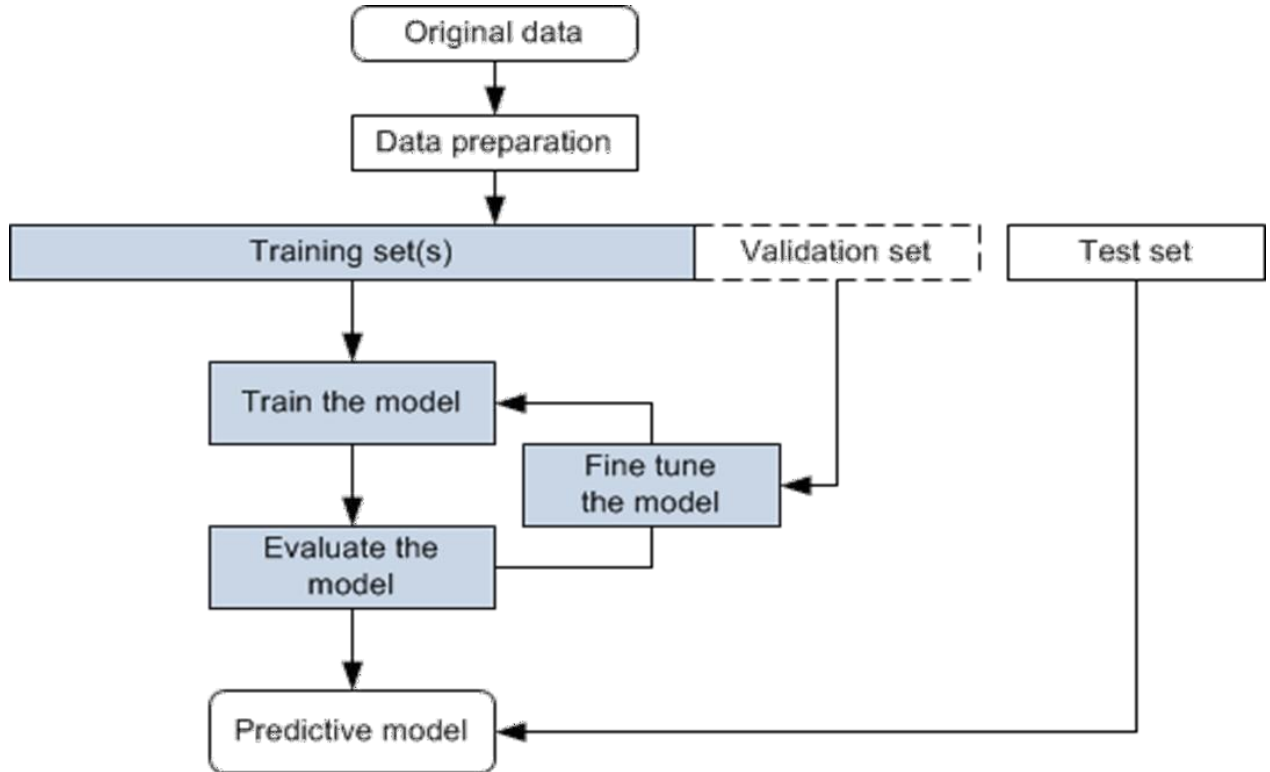 Original data
Data preparation
Training set(s)
Validation set
Test set
Train the model
Fine tune
the model
Evaluate the
model
Predictive model